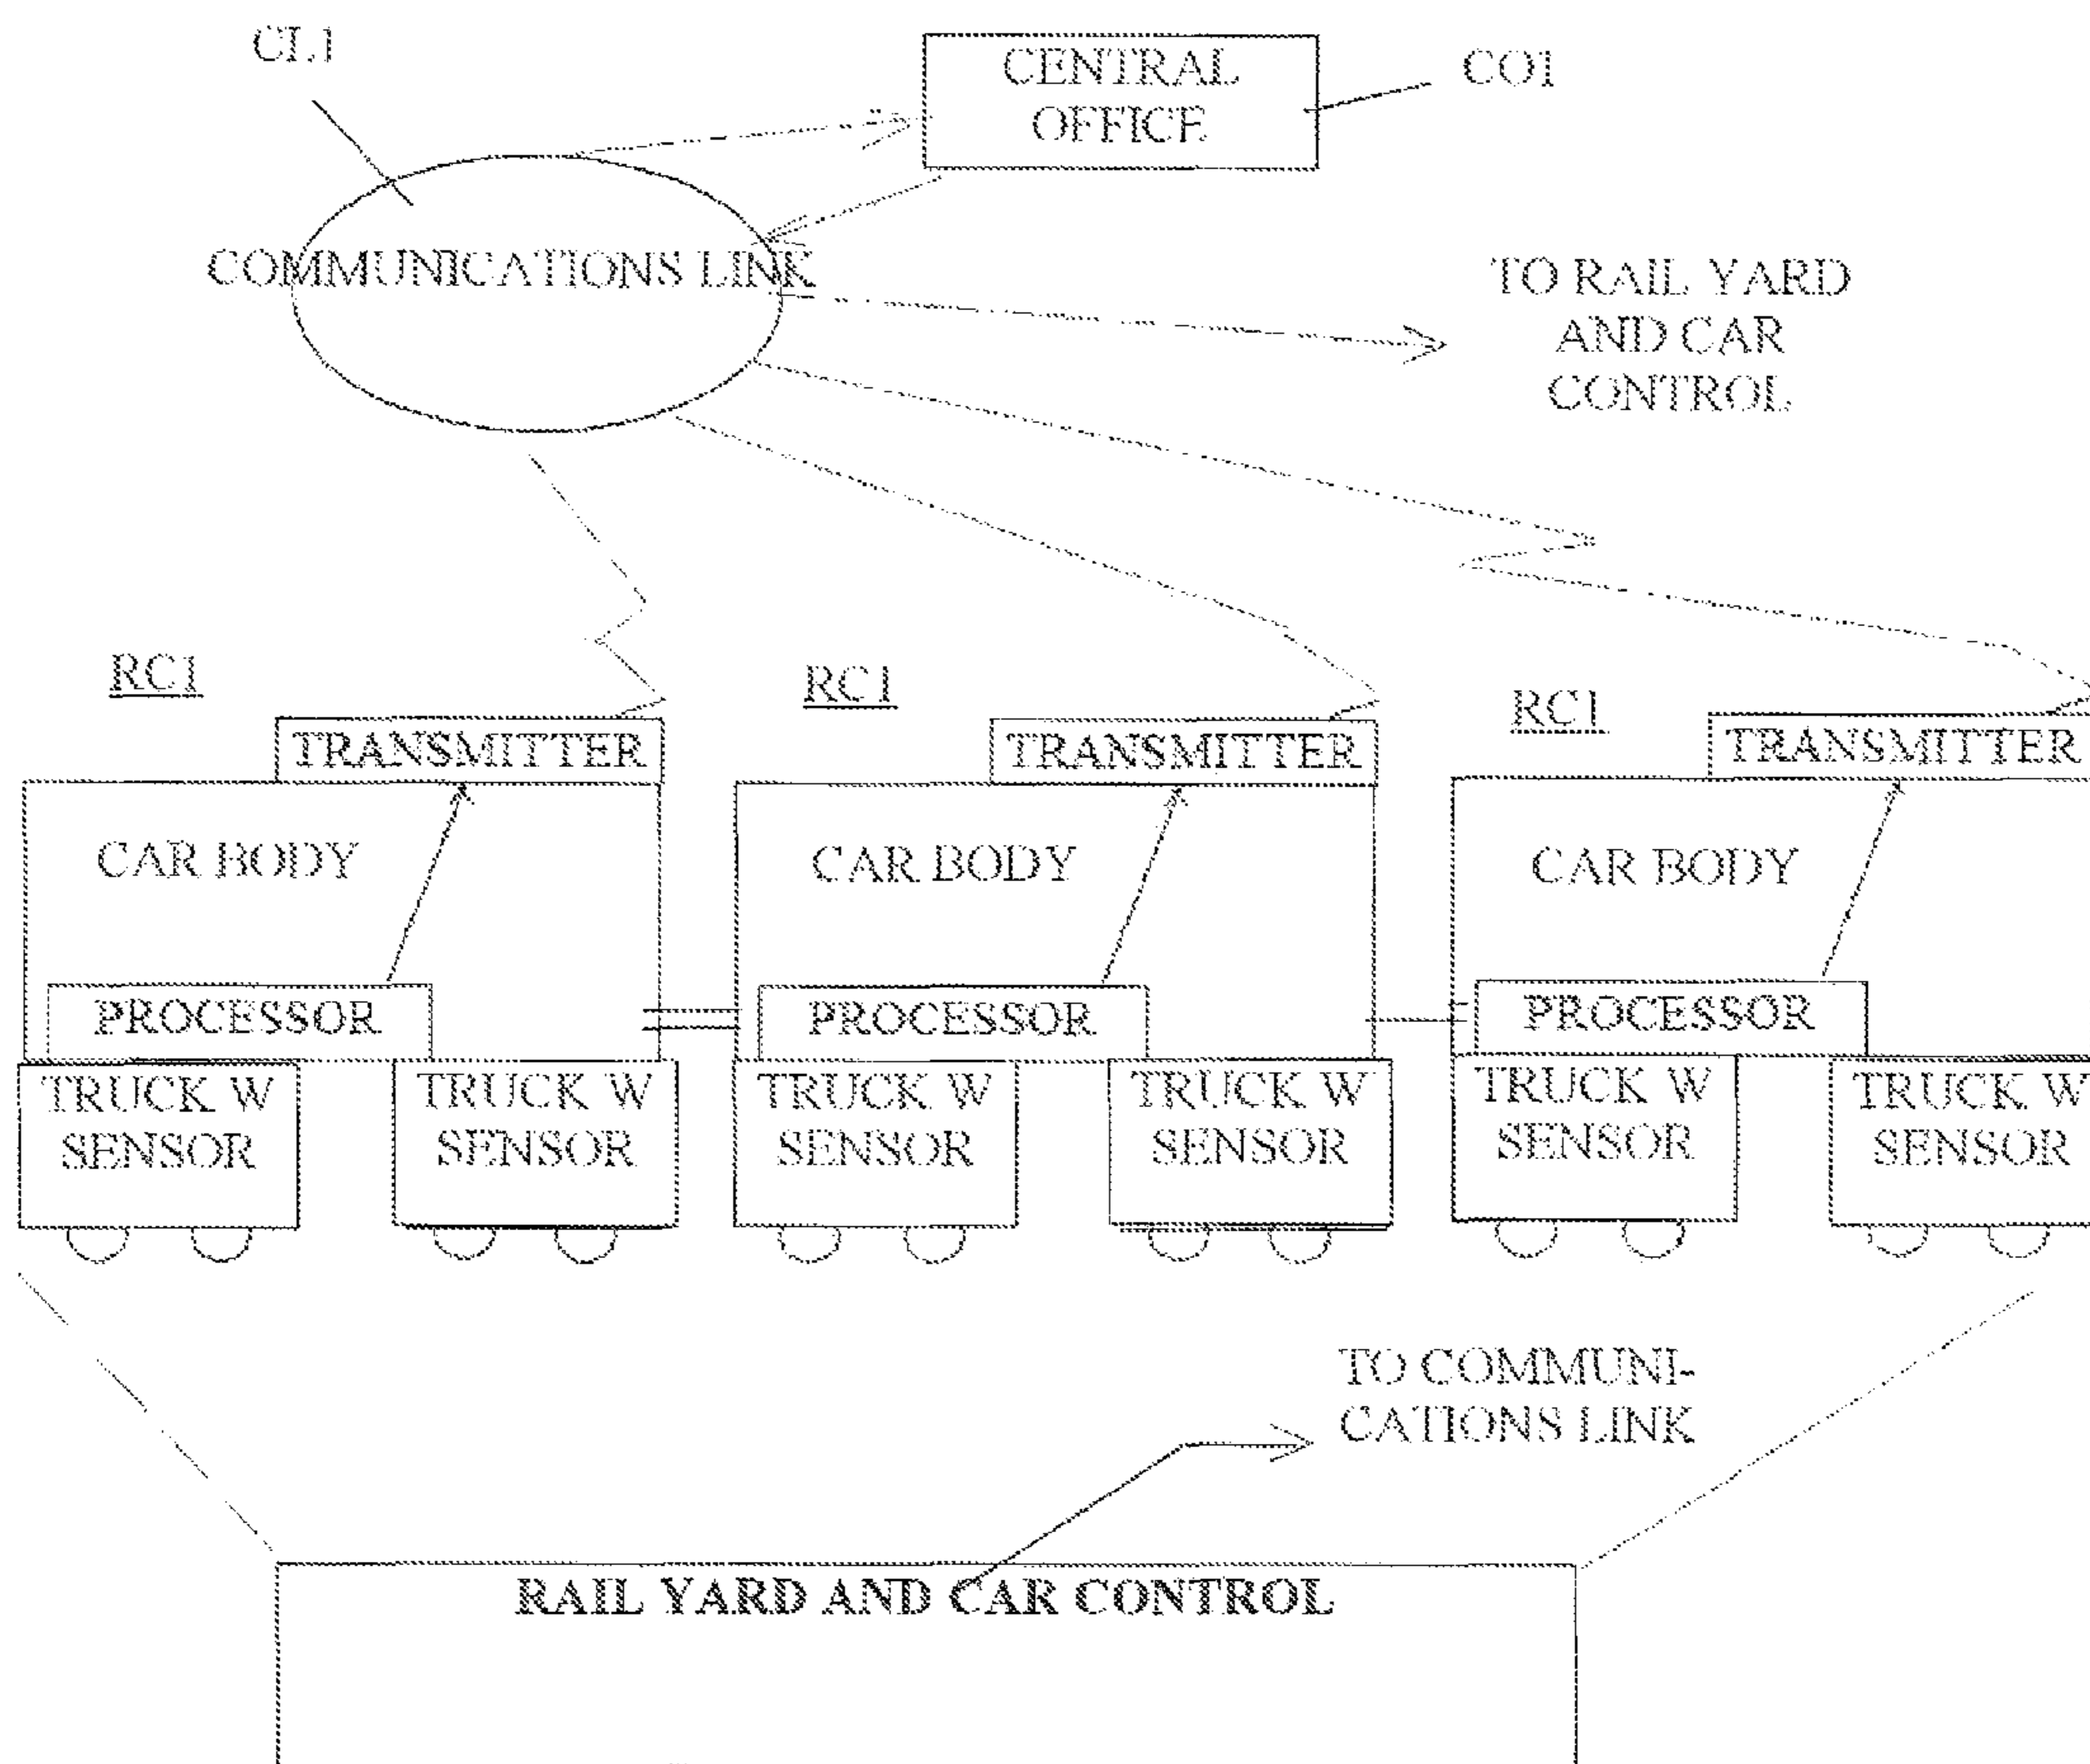 CL1
CENTRAL
OFFICE
CO1
COMMUNICATIONS LINK
TO RAIL YARD
AND CAR
CONTROL
RC1
RC1
RC1
TRANSMITTER
TRANSMITTER
TRANSMITTER
CAR BODY
CAR BODY
CAR BODY
PROCESSOR
PROCESSOR
PROCESSOR
TRUCK W
SENSOR
TRUCK W
SENSOR
TRUCK W
SENSOR
TRUCK W
SENSOR
TRUCK W
SENSOR
TRUCK W
SENSOR
TO COMMUNI-
CATIONS LINK
RAIL YARD AND CAR CONTROL